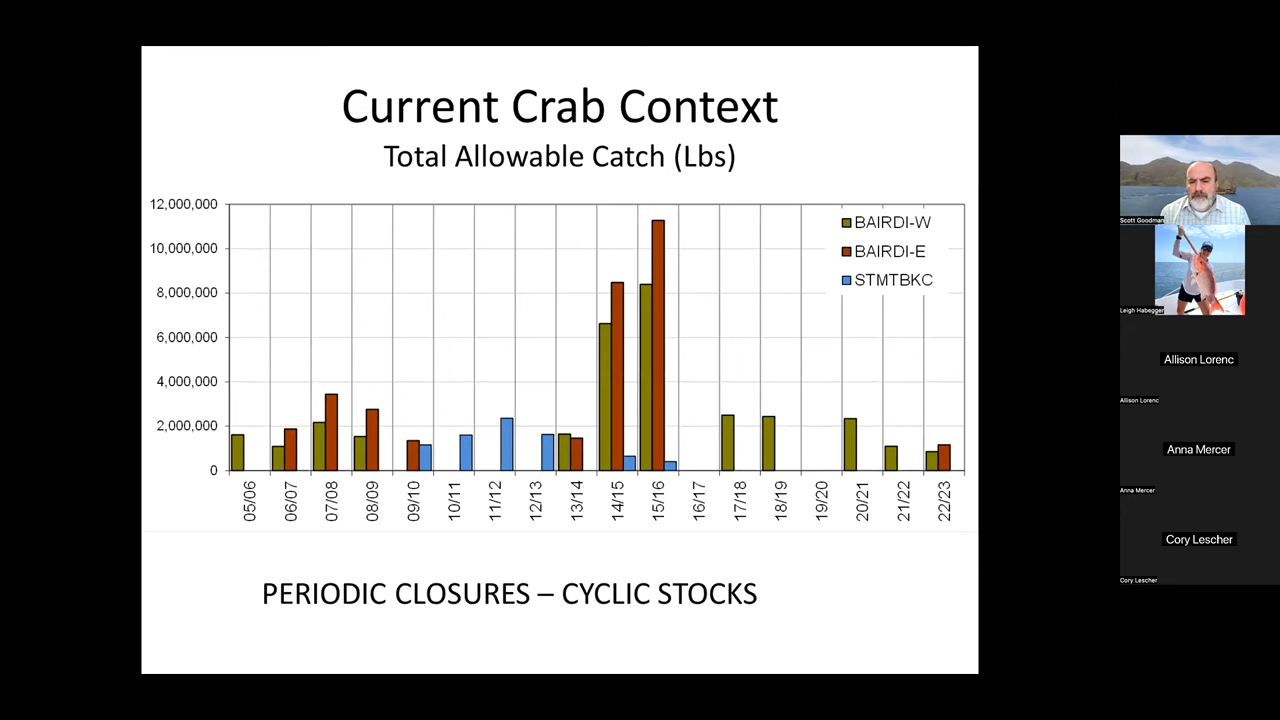 Current Crab Context
Total Allowable Catch (Lbs)
12,000,000
10,000,000
8,000,000
6,000,000
4,000,000
2,000,000
0
BAIRDI-W
BAIRDI-E
STMTBKC
05/06
06/07
07/08
08/09
09/10
10/11
11/12
12/13
13/14
14/15
15/16
16/17
17/18
18/19
19/20
20/21
21/22
22/23
PERIODIC CLOSURES – CYCLIC STOCKS
Scott Goodman
Leigh Habegger
Allison Lorenc
Allison Lorenc
Anna Mercer
Anna Mercer
Cory Lescher
Cory Lescher